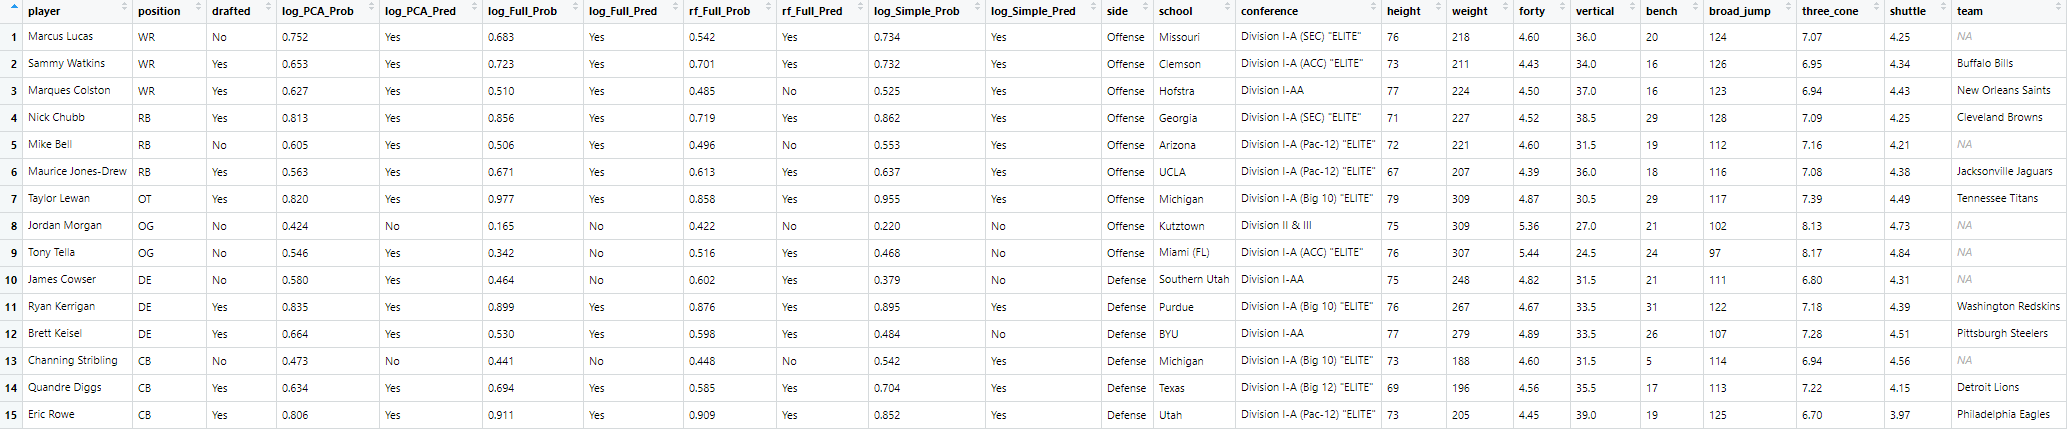 player position drafted log_PCA_Prob log_PCA_Pred log_Full_Prob log_Full_Pred rf_Full_Prob rf_Full_Pred log_Simple_Prob log_Simple_Pred side school conference height weight forty vertical bench broad_jump three_cone shuttle team
1 Marcus Lucas WR No 0.752 Yes 0.683 Yes 0.542 Yes 0.734 Yes Offense Missouri Division I-A (SEC) "ELITE" 76 218 4.60 36.0 20 124 7.07 4.25 NA
2 Sammy Watkins WR Yes 0.653 Yes 0.723 Yes 0.701 Yes 0.732 Yes Offense Clemson Division I-A (ACC) "ELITE" 73 211 4.43 34.0 16 126 6.95 4.34 Buffalo Bills
3 Marques Colston WR Yes 0.627 Yes 0.510 Yes 0.485 No 0.525 Yes Offense Hofstra Division I-AA 77 224 4.50 37.0 16 123 6.94 4.43 New Orleans Saints
4 Nick Chubb RB Yes 0.813 Yes 0.856 Yes 0.719 Yes 0.862 Yes Offense Georgia Division I-A (SEC) "ELITE" 71 227 4.52 38.5 29 128 7.09 4.25 Cleveland Browns
5 Mike Bell RB No 0.605 Yes 0.506 Yes 0.496 No 0.553 Yes Offense Arizona Division I-A (Pac-12) "ELITE" 72 221 4.60 31.5 19 112 7.16 4.21 NA
6 Maurice Jones-Drew RB Yes 0.563 Yes 0.671 Yes 0.613 Yes 0.637 Yes Offense UCLA Division I-A (Pac-12) "ELITE" 67 207 4.39 36.0 18 116 7.08 4.38 Jacksonville Jaguars
7 Taylor Lewan OT Yes 0.820 Yes 0.977 Yes 0.858 Yes 0.955 Yes Offense Michigan Division I-A (Big 10) "ELITE" 79 309 4.87 30.5 29 117 7.39 4.49 Tennessee Titans
8 Jordan Morgan OG No 0.424 No 0.165 No 0.422 No 0.220 No Offense Kutztown Division II & III 75 309 5.36 27.0 21 102 8.13 4.73 NA
9 Tony Tella OG No 0.546 Yes 0.342 No 0.516 Yes 0.468 No Offense Miami (FL) Division I-A (ACC) "ELITE" 76 307 5.44 24.5 24 97 8.17 4.84 NA
10 James Cowser DE No 0.580 Yes 0.464 No 0.602 Yes 0.379 No Defense Southern Utah Division I-AA 75 248 4.82 31.5 21 111 6.80 4.31 NA
11 Ryan Kerrigan DE Yes 0.835 Yes 0.899 Yes 0.876 Yes 0.895 Yes Defense Purdue Division I-A (Big 10) "ELITE" 76 267 4.67 33.5 31 122 7.18 4.39 Washington Redskins
12 Brett Keisel DE Yes 0.664 Yes 0.530 Yes 0.598 Yes 0.484 No Defense BYU Division I-AA 77 279 4.89 33.5 26 107 7.28 4.51 Pittsburgh Steelers
13 Channing Stribling CB No 0.473 No 0.441 No 0.448 No 0.542 Yes Defense Michigan Division I-A (Big 10) "ELITE" 73 188 4.60 31.5 5 114 6.94 4.56 NA
14 Quandre Diggs CB Yes 0.634 Yes 0.694 Yes 0.585 Yes 0.704 Yes Defense Texas Division I-A (Big 12) "ELITE" 69 196 4.56 35.5 17 113 7.22 4.15 Detroit Lions
15 Eric Rowe CB Yes 0.806 Yes 0.911 Yes 0.909 Yes 0.852 Yes Defense Utah Division I-A (Pac-12) "ELITE" 73 205 4.45 39.0 19 125 6.70 3.97 Philadelphia Eagles